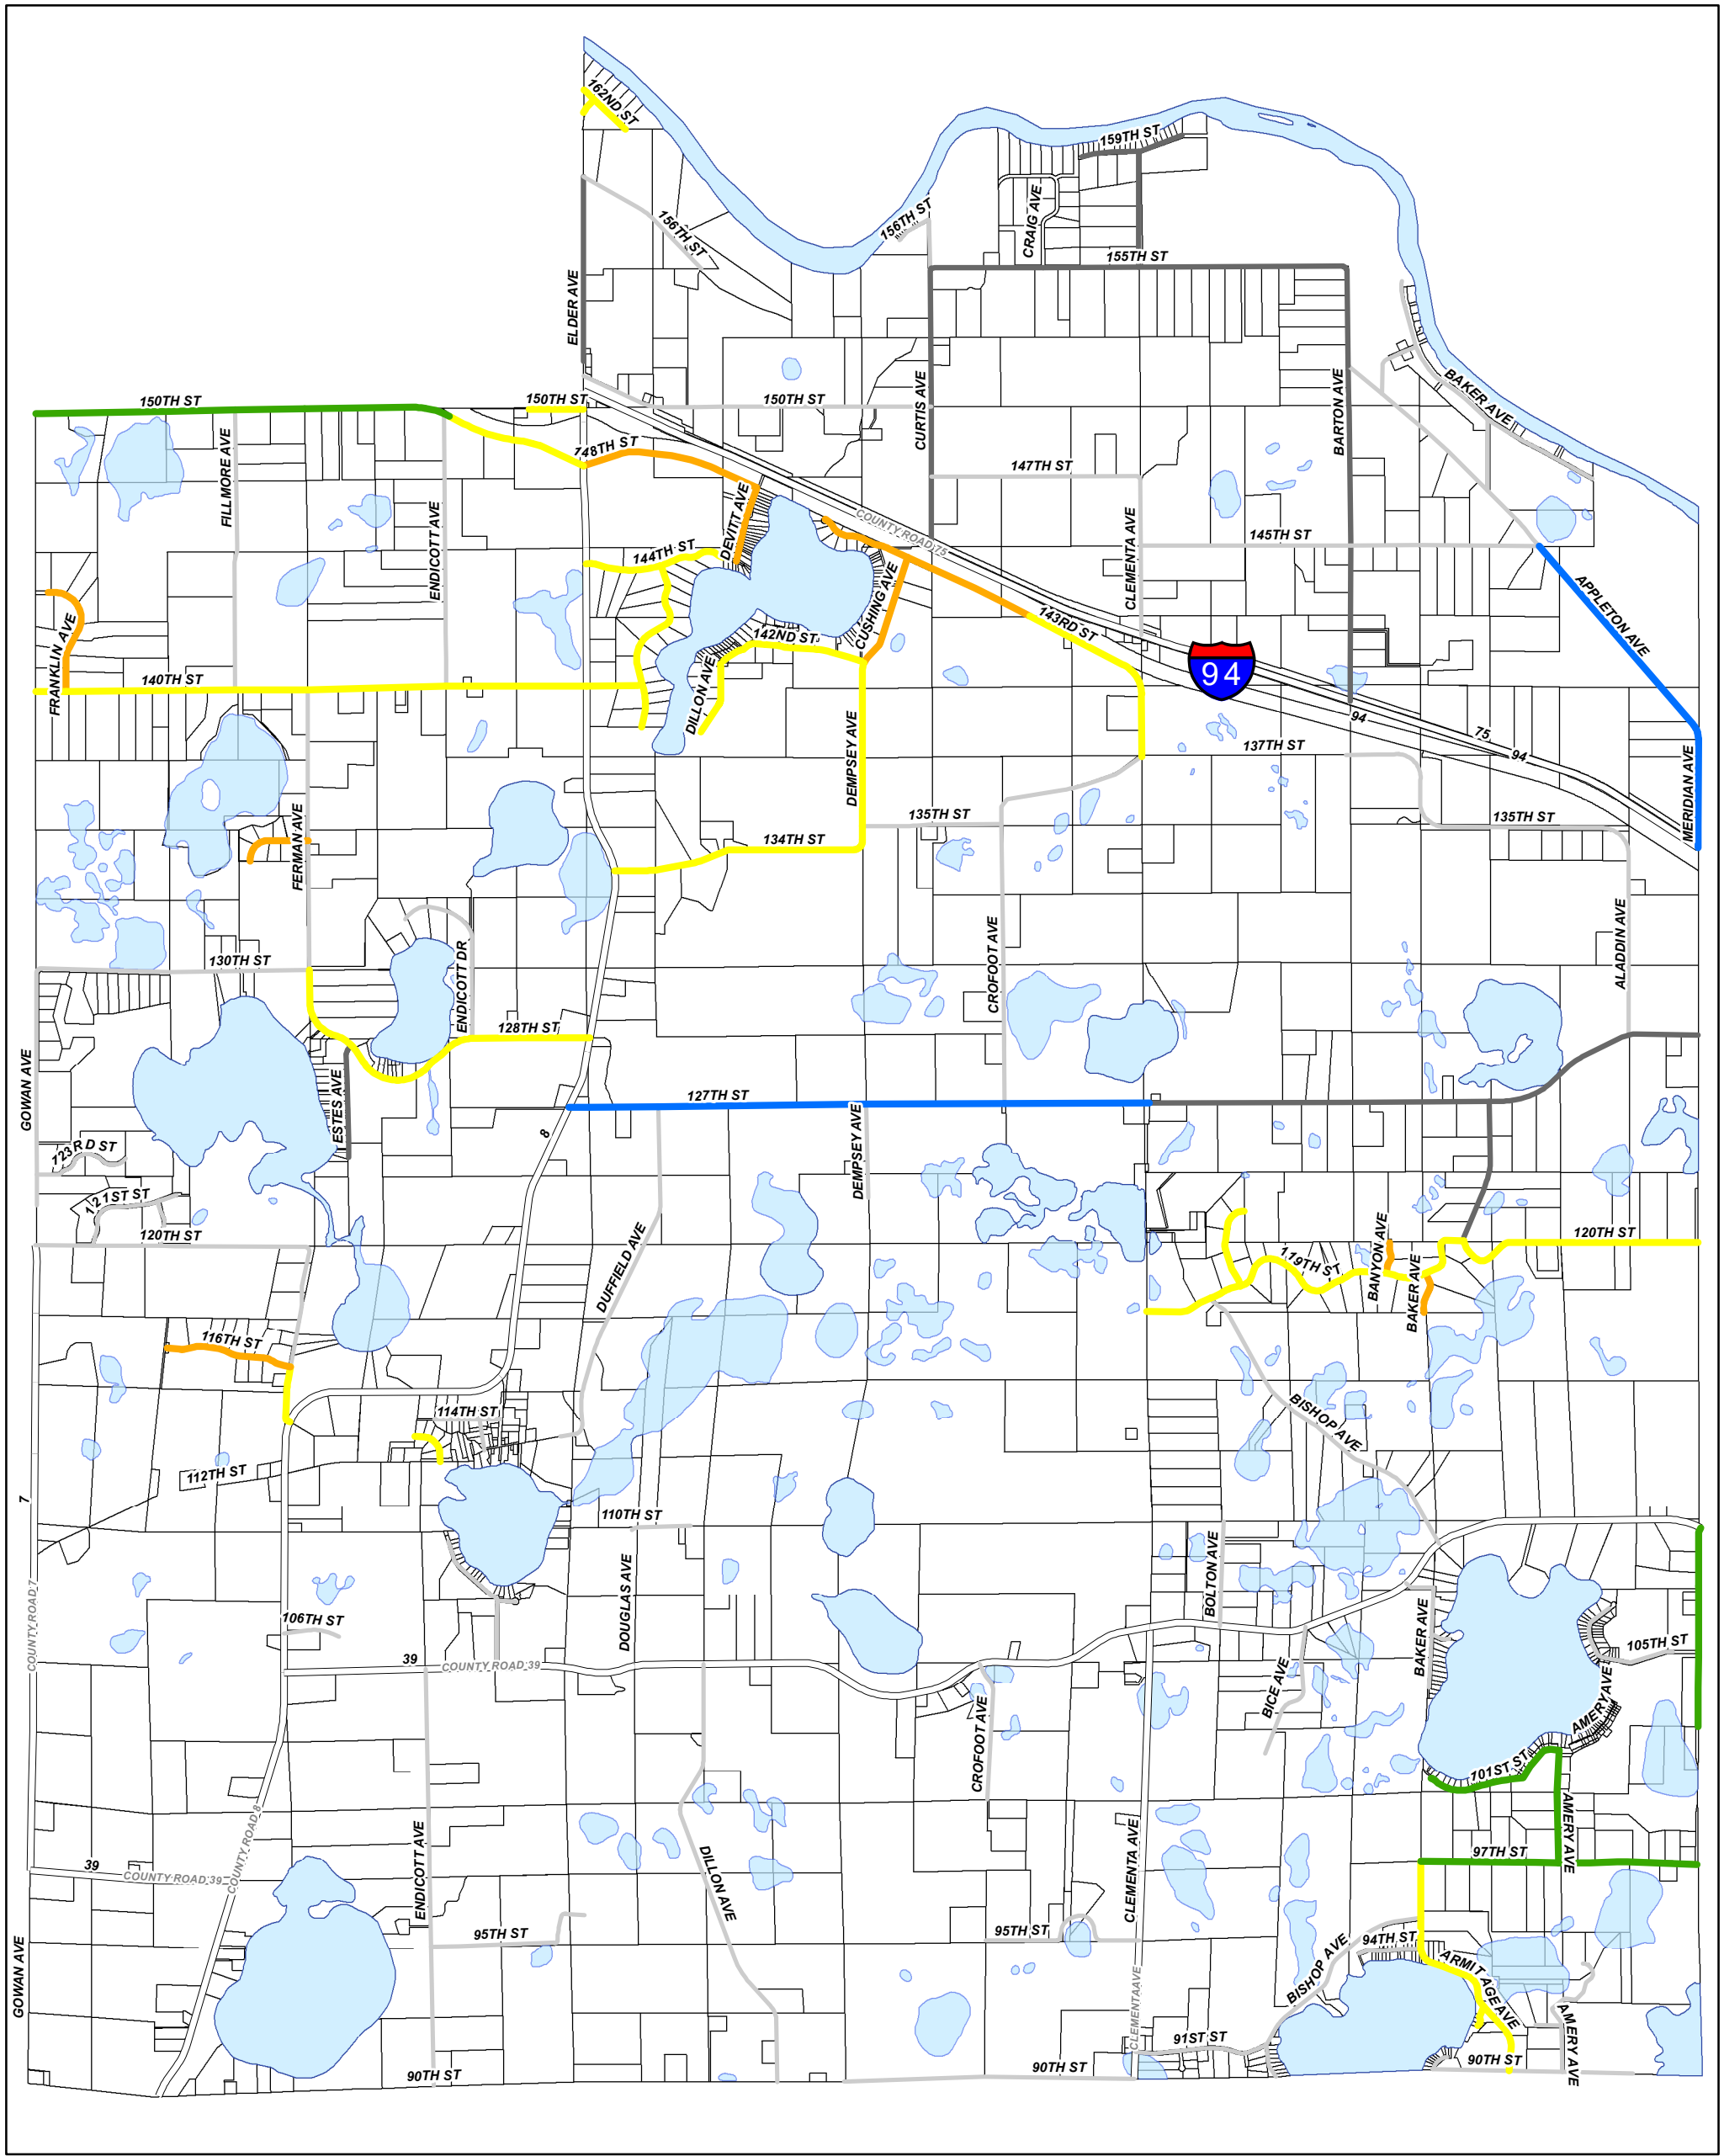 162ND ST
159TH ST
156TH ST
156TH ST
CRAIG AVE
155TH ST
ELDER AVE
150TH ST
150TH ST
150TH ST
CURTIS AVE
BARTON AVE
BAKER AVE
148TH ST
FILLMORE AVE
147TH ST
ENDICOTT AVE
DEVITT AVE
COUNTY ROAD 75
CLEMENTA AVE
145TH ST
144TH ST
APPLETON AVE
FRANKLIN AVE
CUSHING AVE
142ND ST
143RD ST
94
140TH ST
DILLON AVE
94
75
94
137TH ST
DEMPSEY AVE
MERIDIAN AVE
FERMAN AVE
134TH ST
135TH ST
135TH ST
130TH ST
ENDICOTT DR
CROFOOT AVE
ALADDIN AVE
128TH ST
GOWAN AVE
ESTES AVE
127TH ST
8
DEMPSEY AVE
123RD ST
121ST ST
120TH ST
DUFFIELD AVE
119TH ST
BANYON AVE
BAKER AVE
120TH ST
116TH ST
114TH ST
BISHOP AVE
112TH ST
7
110TH ST
COUNTY ROAD 7
DOUGLAS AVE
BOLTON AVE
106TH ST
BAKER AVE
105TH ST
39
COUNTY ROAD 39
BICE AVE
AMERY AVE
CROFOOT AVE
101ST ST
COUNTY ROAD 8
ENDICOTT AVE
DILLON AVE
CLEMENTA AVE
AMERY AVE
97TH ST
39
COUNTY ROAD 39
95TH ST
95TH ST
94TH ST
BISHOP AVE
ARMITAGE AVE
GOWAN AVE
CLEMENTA AVE
91ST ST
AMERY AVE
90TH ST
90TH ST
90TH ST